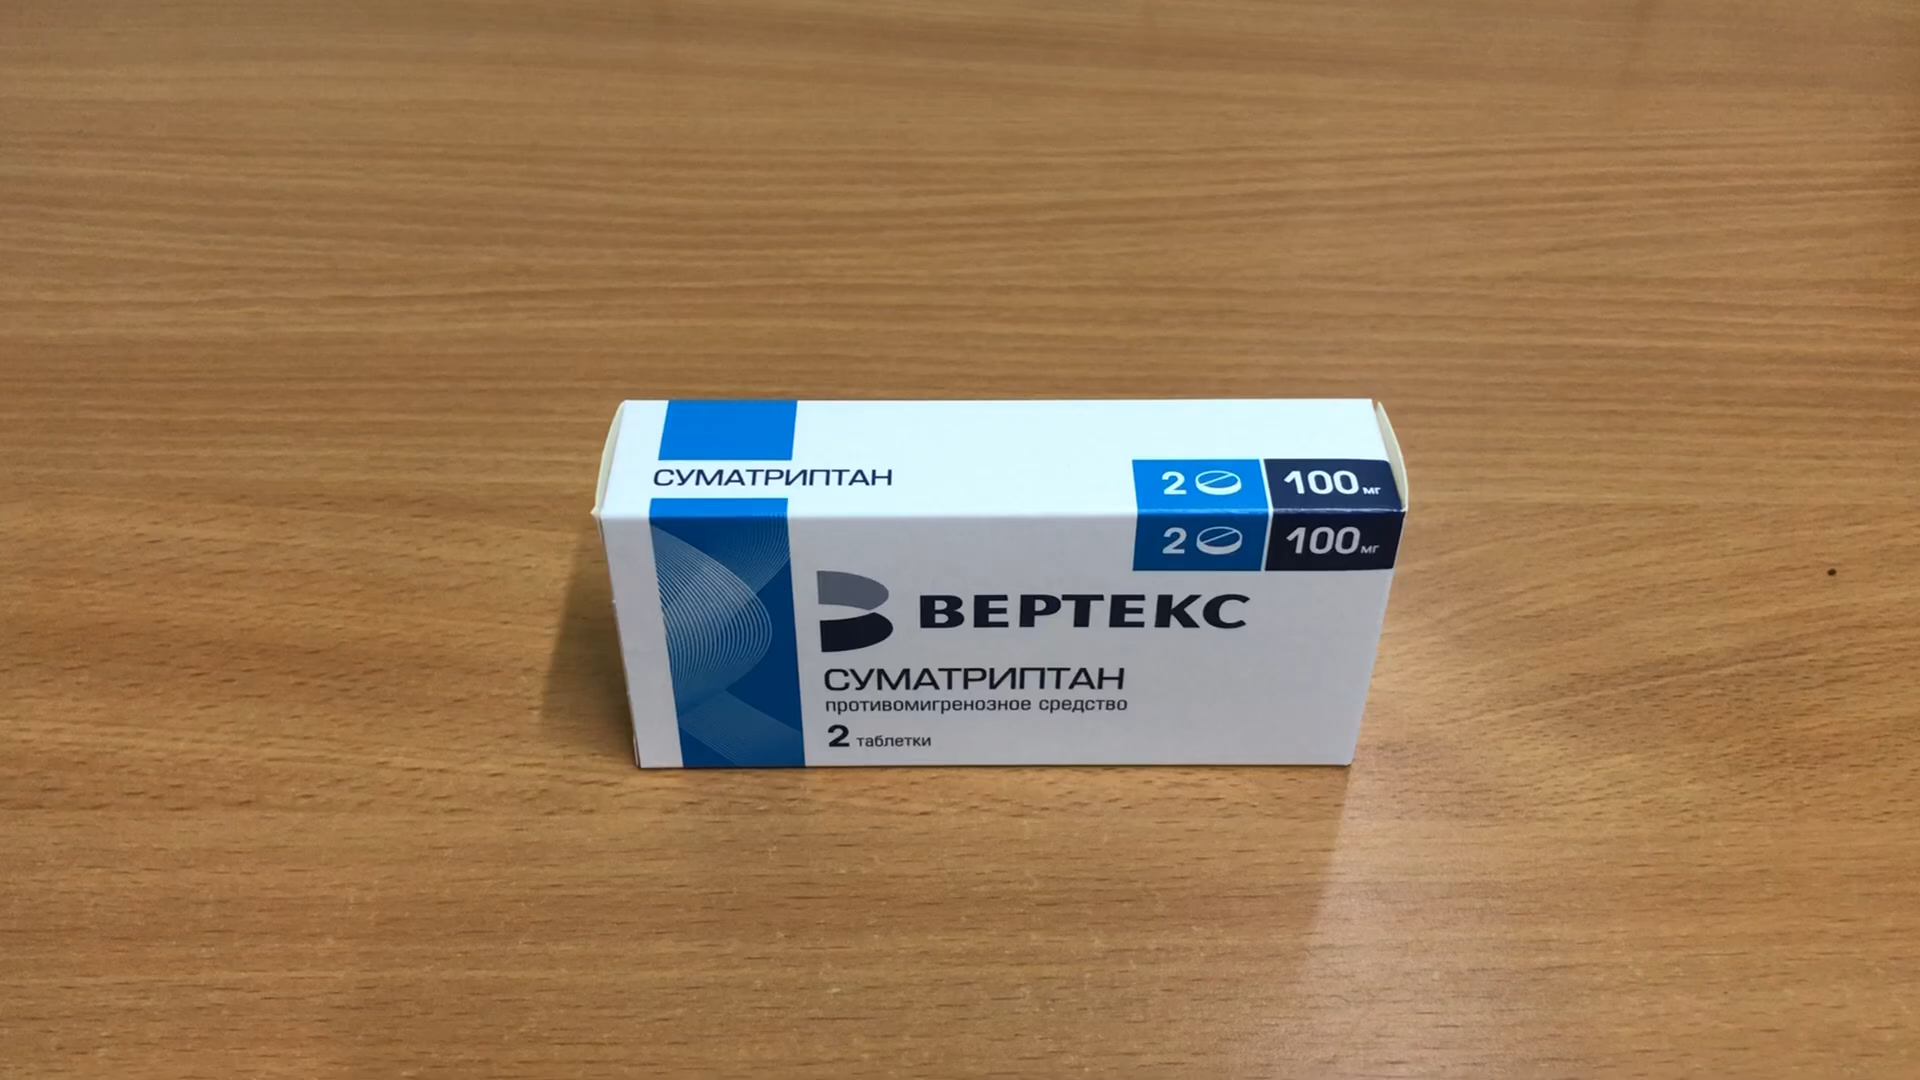 СУМАТРИПТАН
2 100 мг
2 100 мг
ВЕРТЕКС
СУМАТРИПТАН
противомигренозное средство
2 таблетки